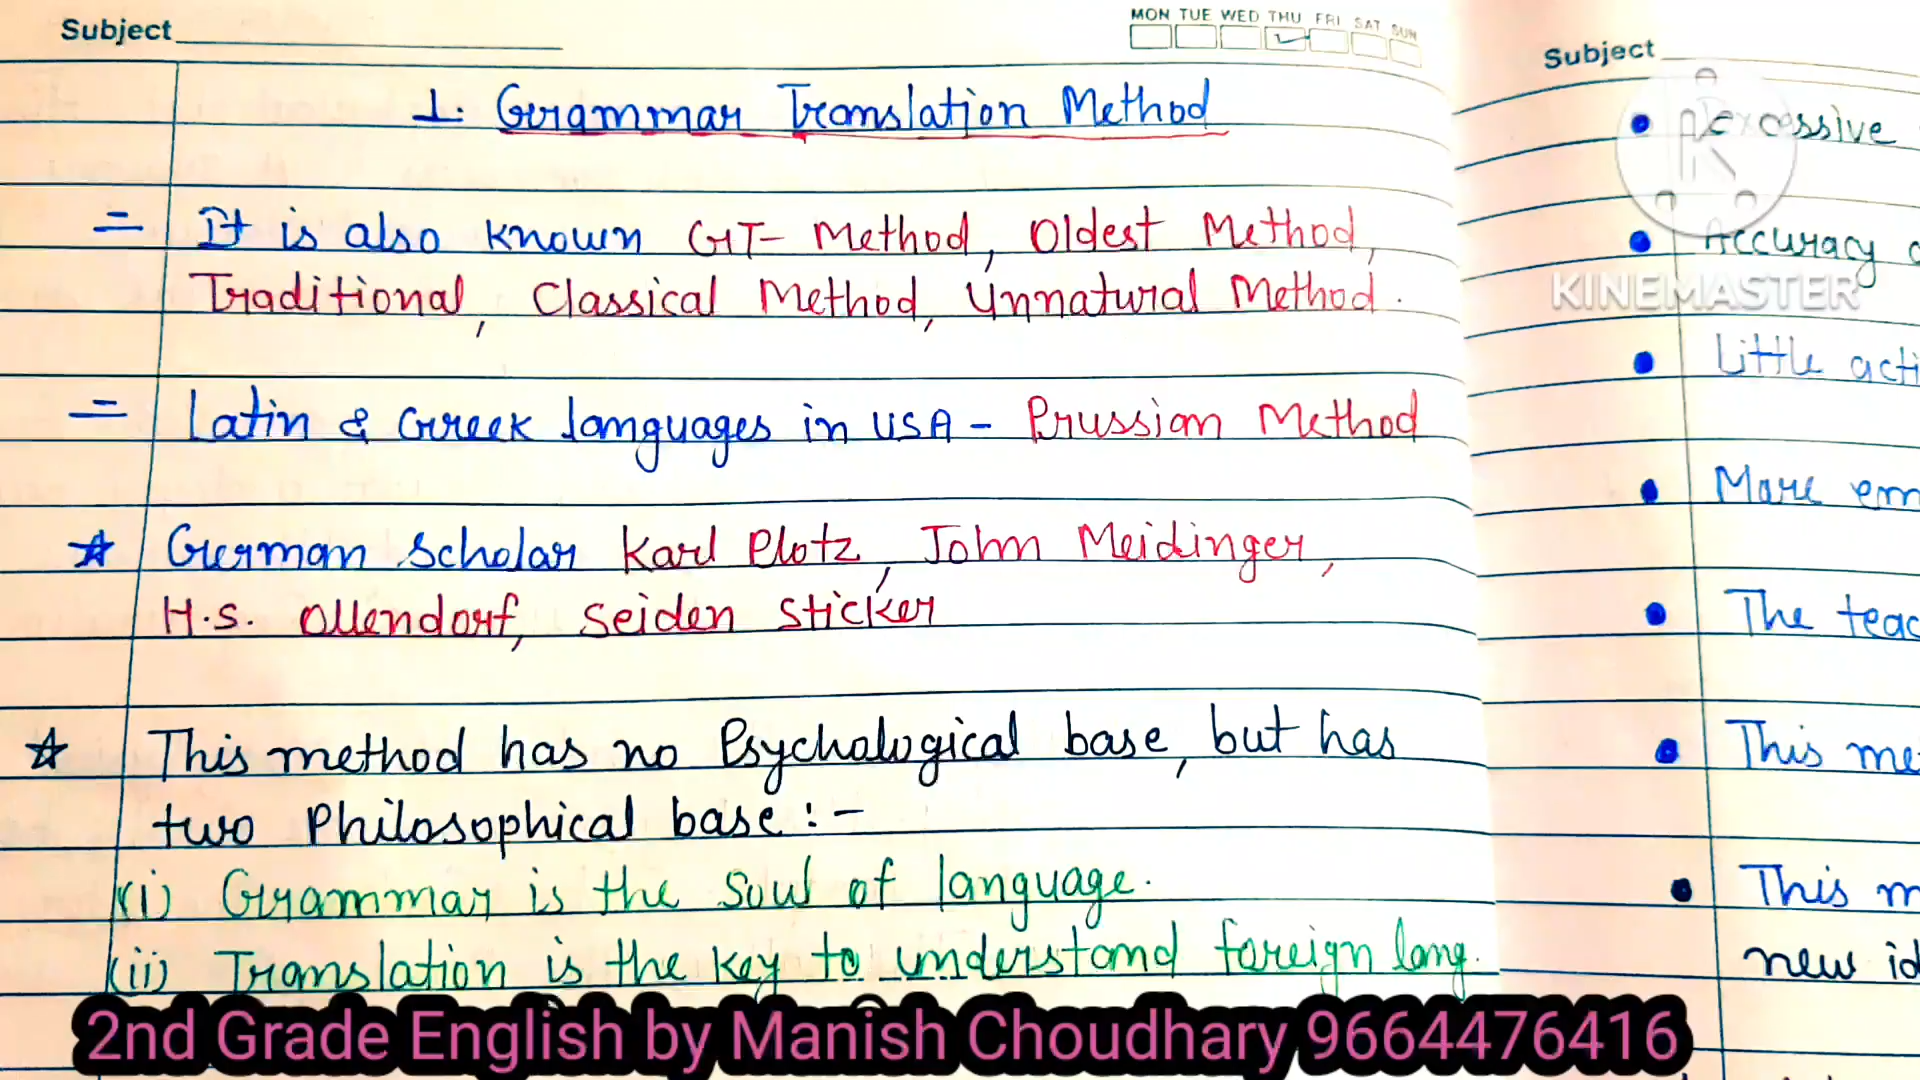 Subject
MON TUE WED THU FRI SAT SUN
1. Grammar Translation Method
= It is also known GT- Method, Oldest Method,
Traditional, Classical Method, Unnatural Method.
= Latin & Greek languages in USA - Prussian Method
☆ German Scholar Karl Plotz, John Meidinger,
H.S. Ollendorf, Seiden Sticker
☆ This method has no Psychological base, but has
two Philosophical base :-
(i) Grammar is the Soul of language.
(ii) Translation is the key to understand foreign lang.
Subject
• Excessive
• Accuracy
• Little
• More
• The
• This
• This
new
KINEMASTER
2nd Grade English by Manish Choudhary 9664476416